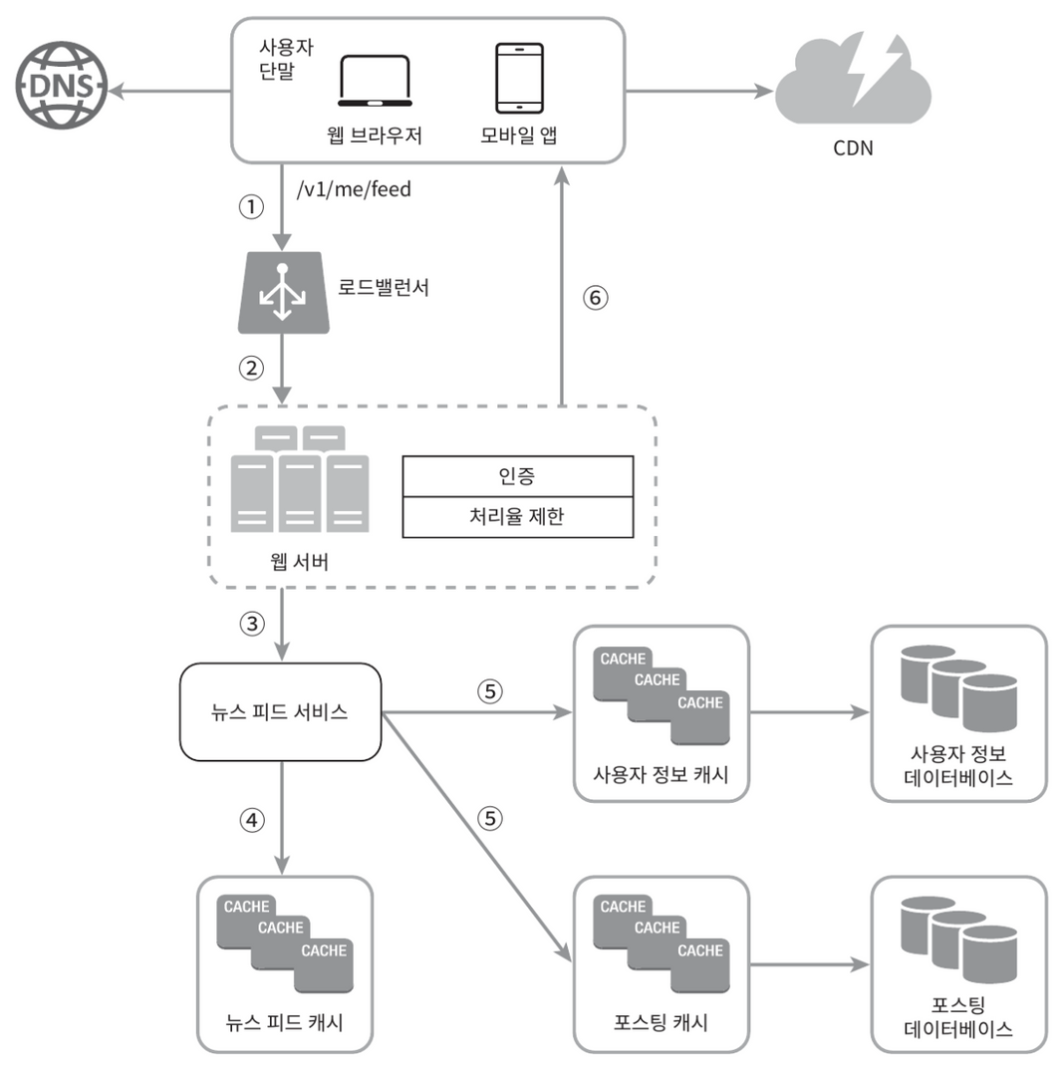 사용자
단말
DNS
웹 브라우저
모바일 앱
CDN
/v1/me/feed
①
로드밸런서
⑥
②
인증
처리율 제한
웹 서버
③
CACHE
CACHE
CACHE
사용자 정보 캐시
사용자 정보
데이터베이스
⑤
뉴스 피드 서비스
④
⑤
CACHE
CACHE
CACHE
뉴스 피드 캐시
CACHE
CACHE
CACHE
포스팅 캐시
포스팅
데이터베이스